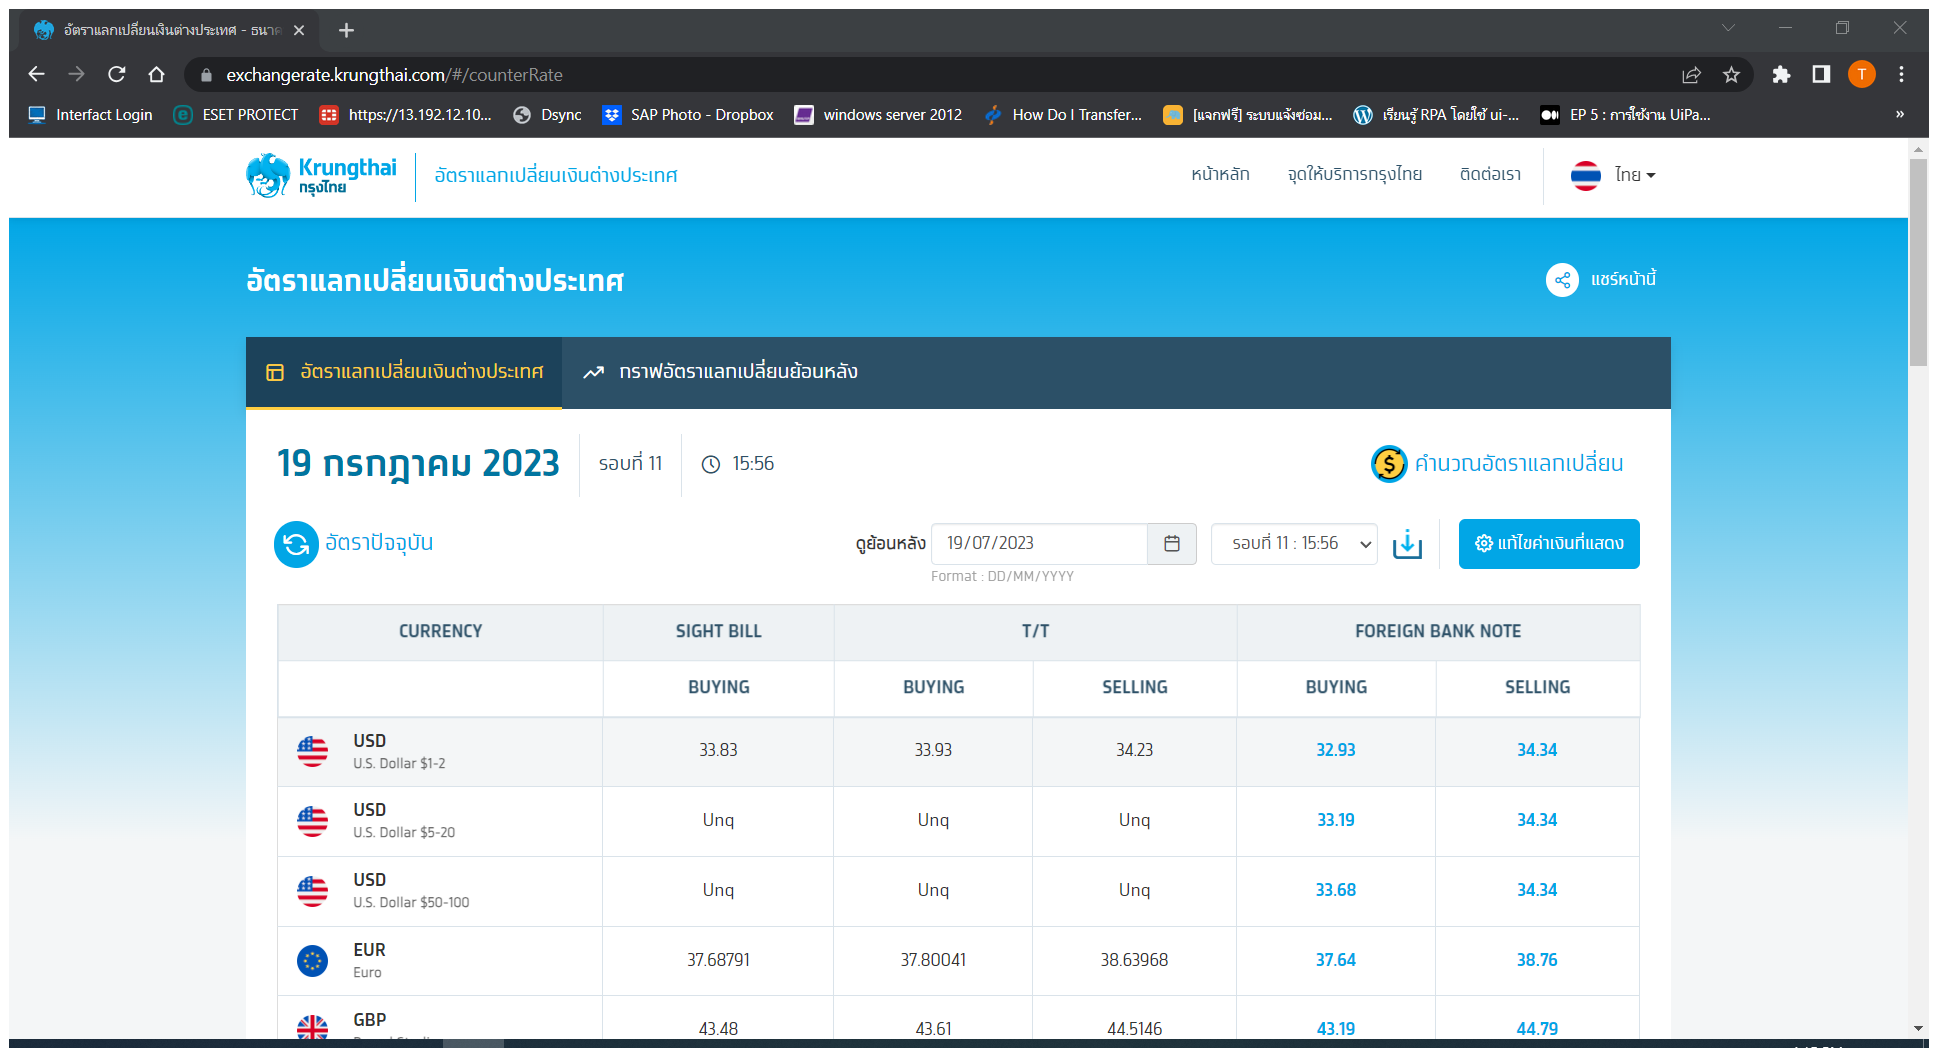 อัตราแลกเปลี่ยนเงินต่างประเทศ - ธนาค
exchangerate.krungthai.com/#/counterRate
T
Interfact Login ESET PROTECT https://13.192.12.10... Dsync SAP Photo - Dropbox windows server 2012 How Do I Transfer... [แจกฟรี] ระบบแจ้งซ่อม... เรียนรู้ RPA โดยใช้ ui-... EP 5 : การใช้งาน UiPa... »
Krungthai
กรุงไทย
อัตราแลกเปลี่ยนเงินต่างประเทศ
หน้าหลัก จุดให้บริการกรุงไทย ติดต่อเรา ไทย
อัตราแลกเปลี่ยนเงินต่างประเทศ
แชร์หน้านี้
อัตราแลกเปลี่ยนเงินต่างประเทศ กราฟอัตราแลกเปลี่ยนย้อนหลัง
19 กรกฎาคม 2023 รอบที่ 11 15:56
คำนวณอัตราแลกเปลี่ยน
อัตราปัจจุบัน
ดูย้อนหลัง 19/07/2023 รอบที่ 11 : 15:56 แก้ไขค่าเงินที่แสดง
Format : DD/MM/YYYY
CURRENCY SIGHT BILL T/T FOREIGN BANK NOTE
BUYING BUYING SELLING BUYING SELLING
USD
U.S. Dollar $1-2
33.83 33.93 34.23 32.93 34.34
USD
U.S. Dollar $5-20
Unq Unq Unq 33.19 34.34
USD
U.S. Dollar $50-100
Unq Unq Unq 33.68 34.34
EUR
Euro
37.68791 37.80041 38.63968 37.64 38.76
GBP
43.48 43.61 44.5146 43.19 44.79